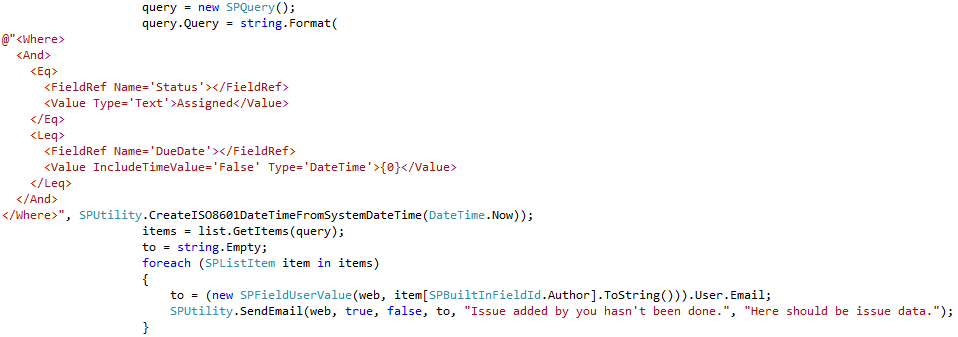 query = new SPQuery();
query.Query = string.Format(
@"<Where>
<And>
<Eq>
<FieldRef Name='Status'></FieldRef>
<Value Type='Text'>Assigned</Value>
</Eq>
<Leq>
<FieldRef Name='DueDate'></FieldRef>
<Value IncludeTimeValue='False' Type='DateTime'>{0}</Value>
</Leq>
</And>
</Where>", SPUtility.CreateISO8601DateTimeFromSystemDateTime(DateTime.Now));
items = list.GetItems(query);
to = string.Empty;
foreach (SPListItem item in items)
{
to = (new SPFieldUserValue(web, item[SPBuiltInFieldId.Author].ToString())).User.Email;
SPUtility.SendEmail(web, true, false, to, "Issue added by you hasn't been done.", "Here should be issue data.");
}